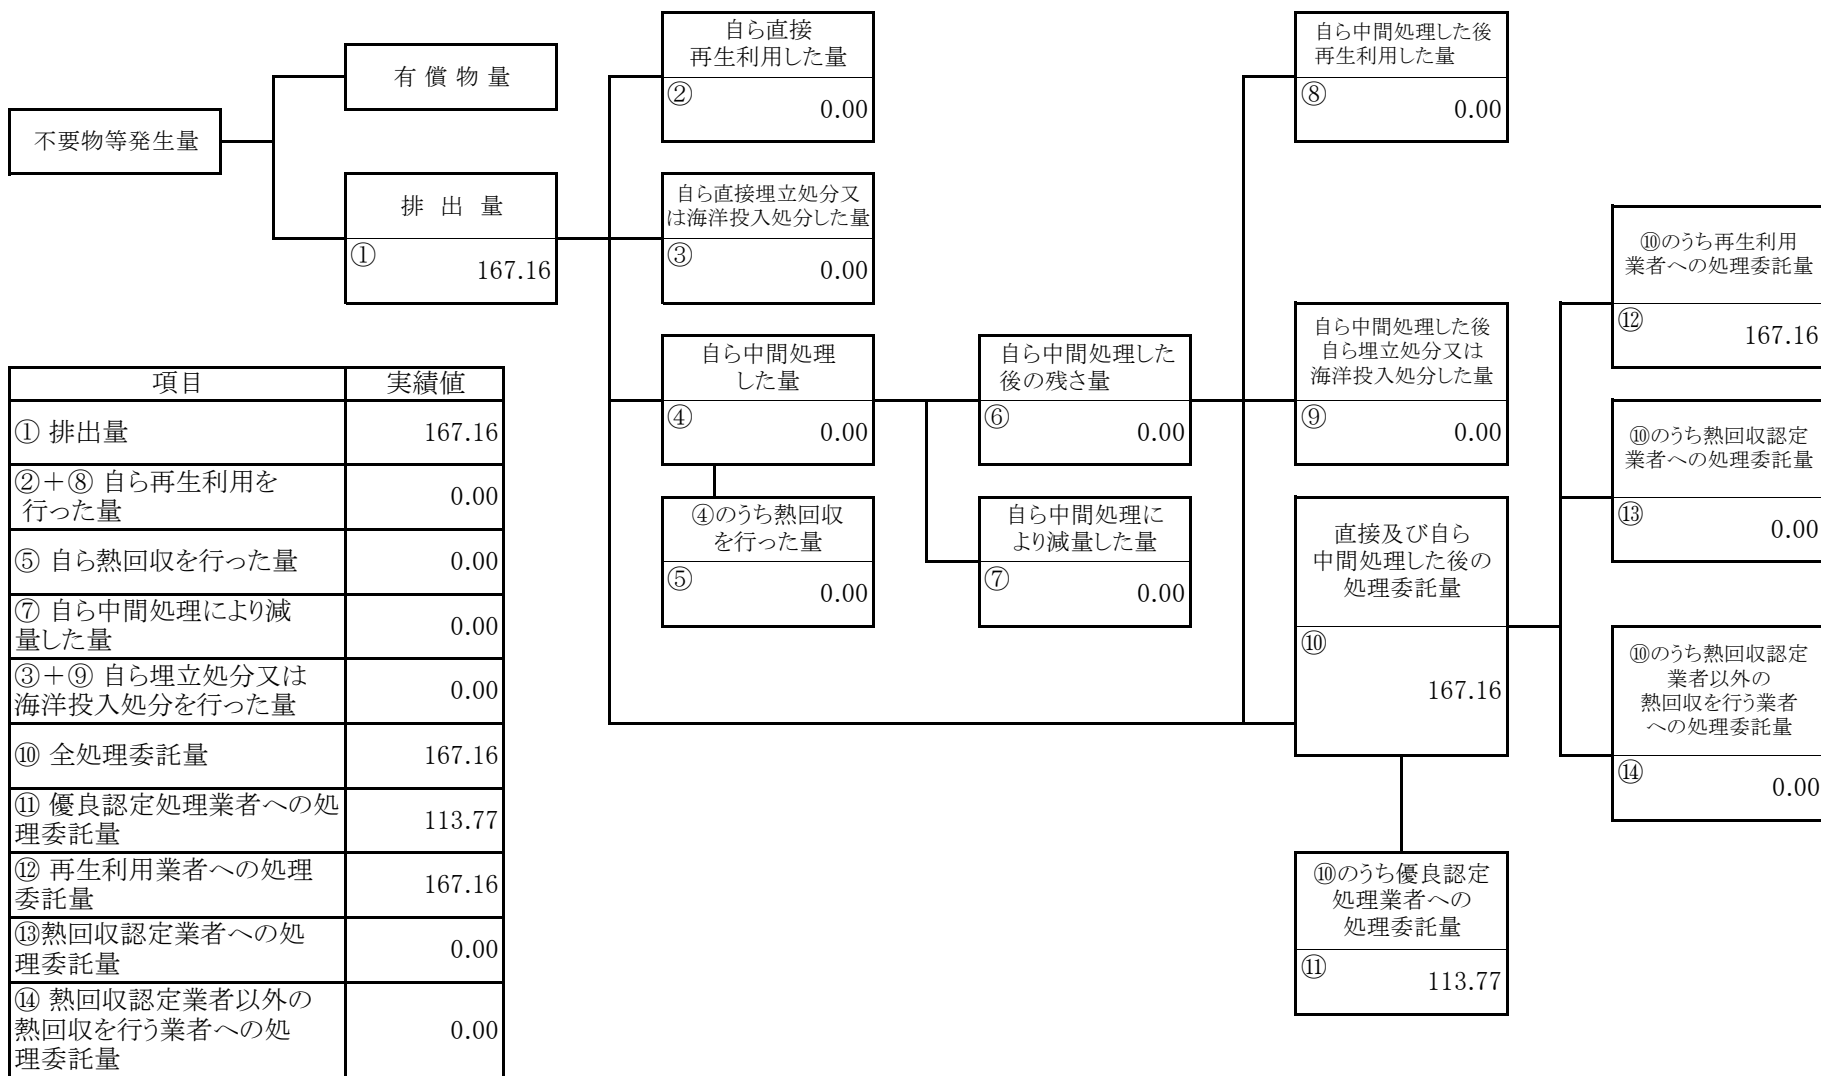 不要物等発生量
有 償 物 量
排 出 量
①
167.16
自ら直接
再生利用した量
②
0.00
自ら直接埋立処分又
は海洋投入処分した量
③
0.00
自ら中間処理
した量
④
0.00
④のうち熱回収
を行った量
⑤
0.00
自ら中間処理した
後の残さ量
⑥
0.00
自ら中間処理に
より減量した量
⑦
0.00
自ら中間処理した後
再生利用した量
⑧
0.00
自ら中間処理した後
自ら埋立処分又は
海洋投入処分した量
⑨
0.00
直接及び自ら
中間処理した後の
処理委託量
⑩
167.16
⑩のうち優良認定
処理業者への
処理委託量
⑪
113.77
⑩のうち再生利用
業者への処理委託量
⑫
167.16
⑩のうち熱回収認定
業者への処理委託量
⑬
0.00
⑩のうち熱回収認定
業者以外の
熱回収を行う業者
への処理委託量
⑭
0.00
項目 実績値
① 排出量 167.16
②+⑧ 自ら再生利用を
行った量
0.00
⑤ 自ら熱回収を行った量 0.00
⑦ 自ら中間処理により減
量した量
0.00
③+⑨ 自ら埋立処分又は
海洋投入処分を行った量
0.00
⑩ 全処理委託量 167.16
⑪ 優良認定処理業者への処
理委託量
113.77
⑫ 再生利用業者への処理
委託量
167.16
⑬熱回収認定業者への処
理委託量
0.00
⑭ 熱回収認定業者以外の
熱回収を行う業者への処
理委託量
0.00